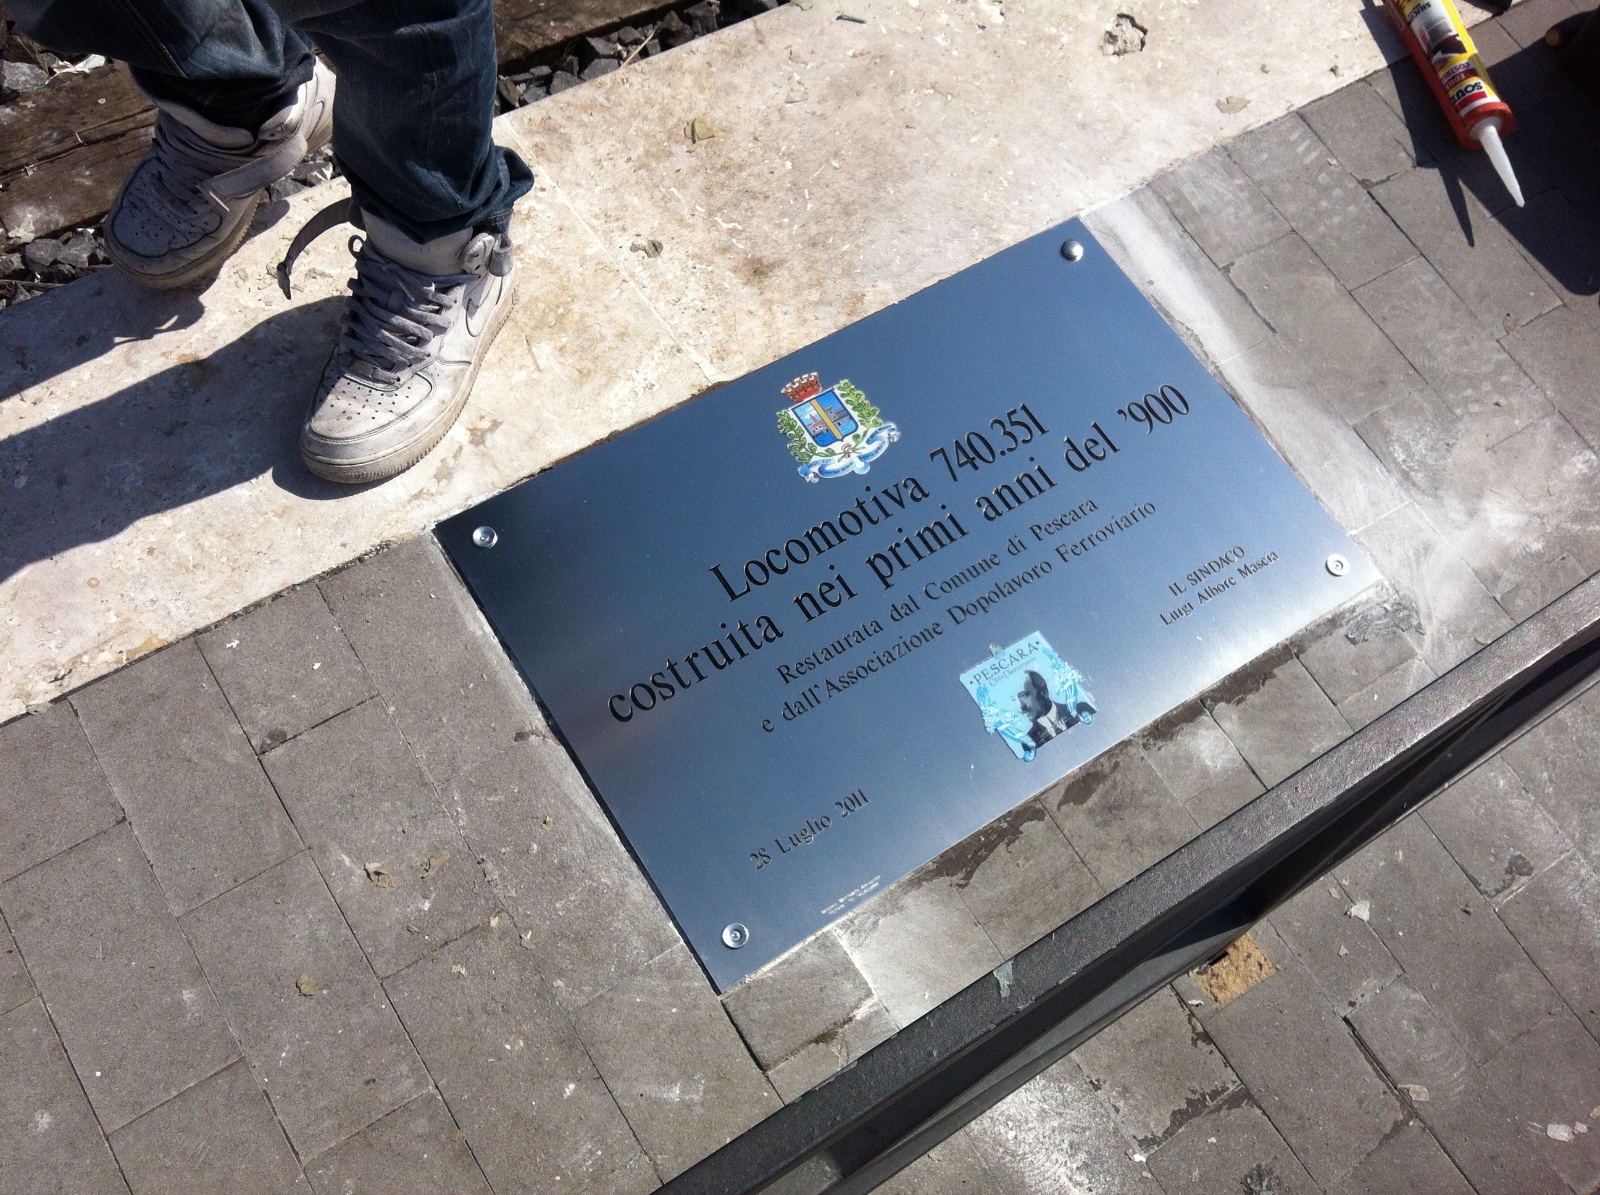 Locomotiva 740.351
costruita nei primi anni del '900
Restaurata dal Comune di Pescara
e dall'Associazione Dopolavoro Ferroviario
IL SINDACO
Luigi Albore Mascia
• PESCARA •
28 Luglio 2011